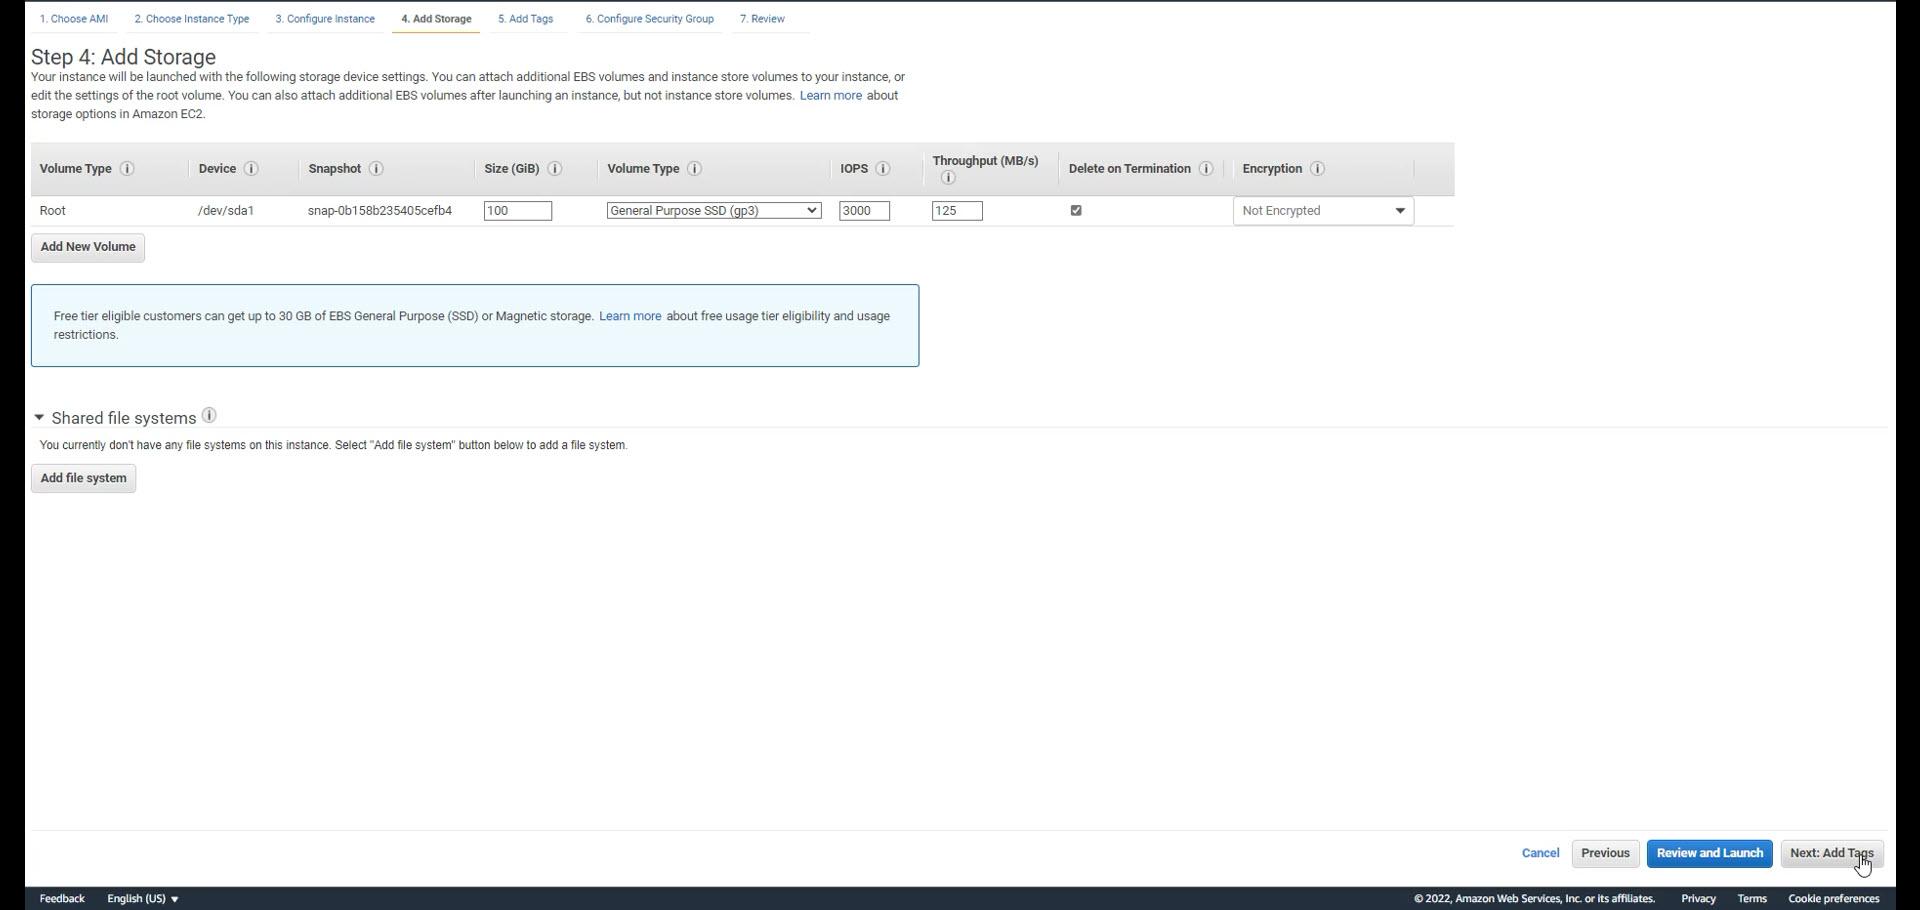 1. Choose AMI 2. Choose Instance Type 3. Configure Instance 4. Add Storage 5. Add Tags 6. Configure Security Group 7. Review
Step 4: Add Storage
Your instance will be launched with the following storage device settings. You can attach additional EBS volumes and instance store volumes to your instance, or
edit the settings of the root volume. You can also attach additional EBS volumes after launching an instance, but not instance store volumes. Learn more about
storage options in Amazon EC2.
Volume Type Device Snapshot Size (GiB) Volume Type IOPS Throughput (MB/s) Delete on Termination Encryption
Root /dev/sda1 snap-0b158b235405cefb4 100 General Purpose SSD (gp3) 3000 125 Not Encrypted
Add New Volume
Free tier eligible customers can get up to 30 GB of EBS General Purpose (SSD) or Magnetic storage. Learn more about free usage tier eligibility and usage
restrictions.
Shared file systems
You currently don't have any file systems on this instance. Select "Add file system" button below to add a file system.
Add file system
Cancel Previous Review and Launch Next: Add Tags
Feedback English (US) © 2022, Amazon Web Services, Inc. or its affiliates. Privacy Terms Cookie preferences